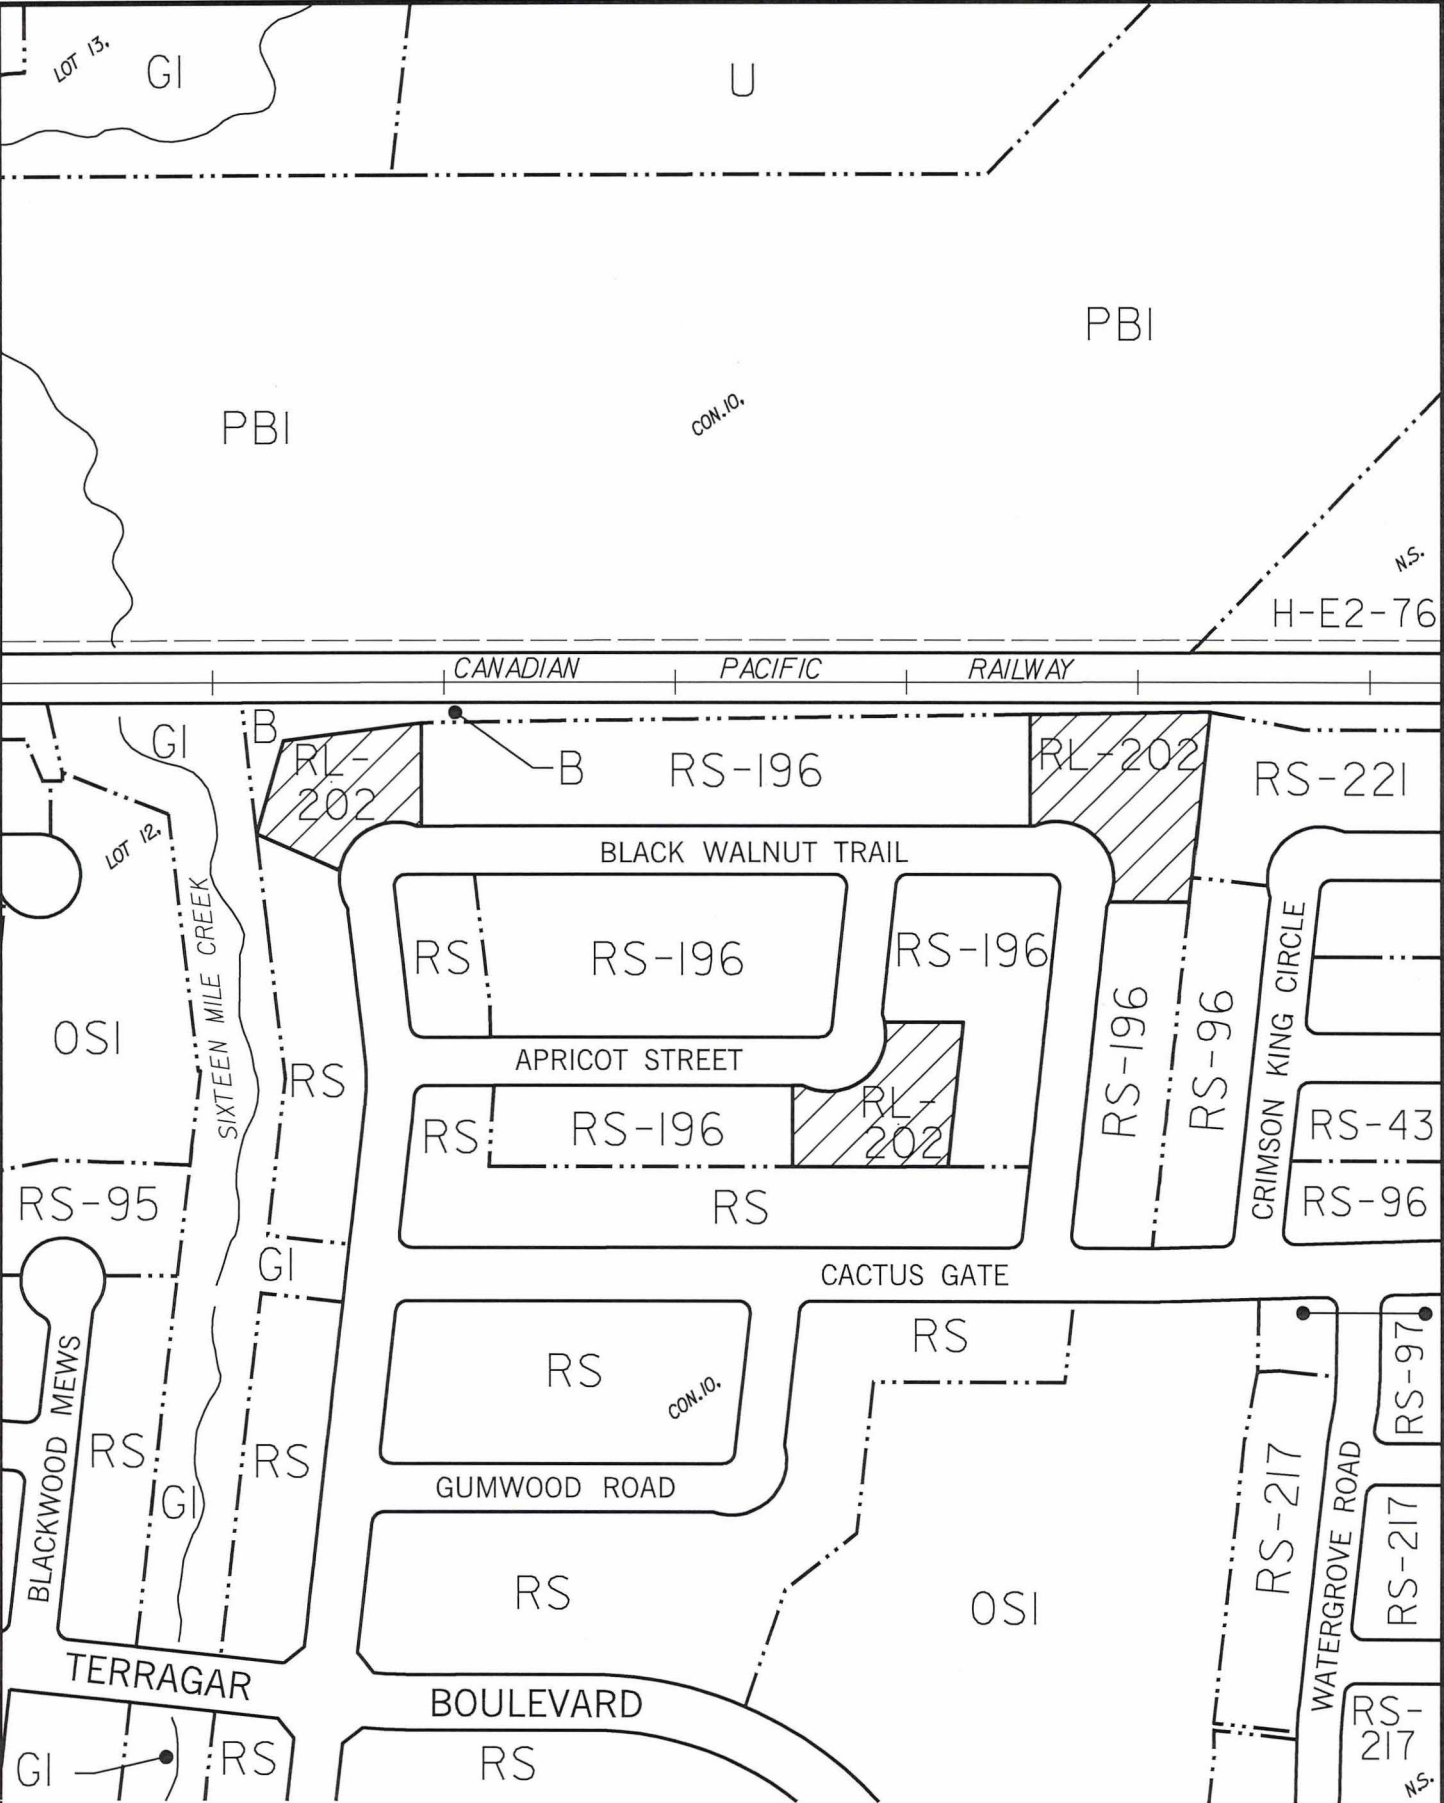 LOT 13,
GI
U
PBI
PBI
CON.10,
N.S.
H-E2-76
CANADIAN PACIFIC RAILWAY
GI
B
RL-
202
B
RS-196
RL-202
RS-221
LOT 12,
BLACK WALNUT TRAIL
SIXTEEN MILE CREEK
RS
RS-196
RS-196
RS-196
RS-96
CRIMSON KING CIRCLE
OSI
APRICOT STREET
RS
RL-
202
RS
RS-196
RS-43
RS-95
RS
RS-96
GI
CACTUS GATE
RS
RS
RS-97
CON.10,
BLACKWOOD MEWS
RS
RS
GI
GUMWOOD ROAD
RS-217
WATERGROVE ROAD
RS-217
RS
OSI
TERRAGAR BOULEVARD
RS-
217
GI
RS
RS
N.S.